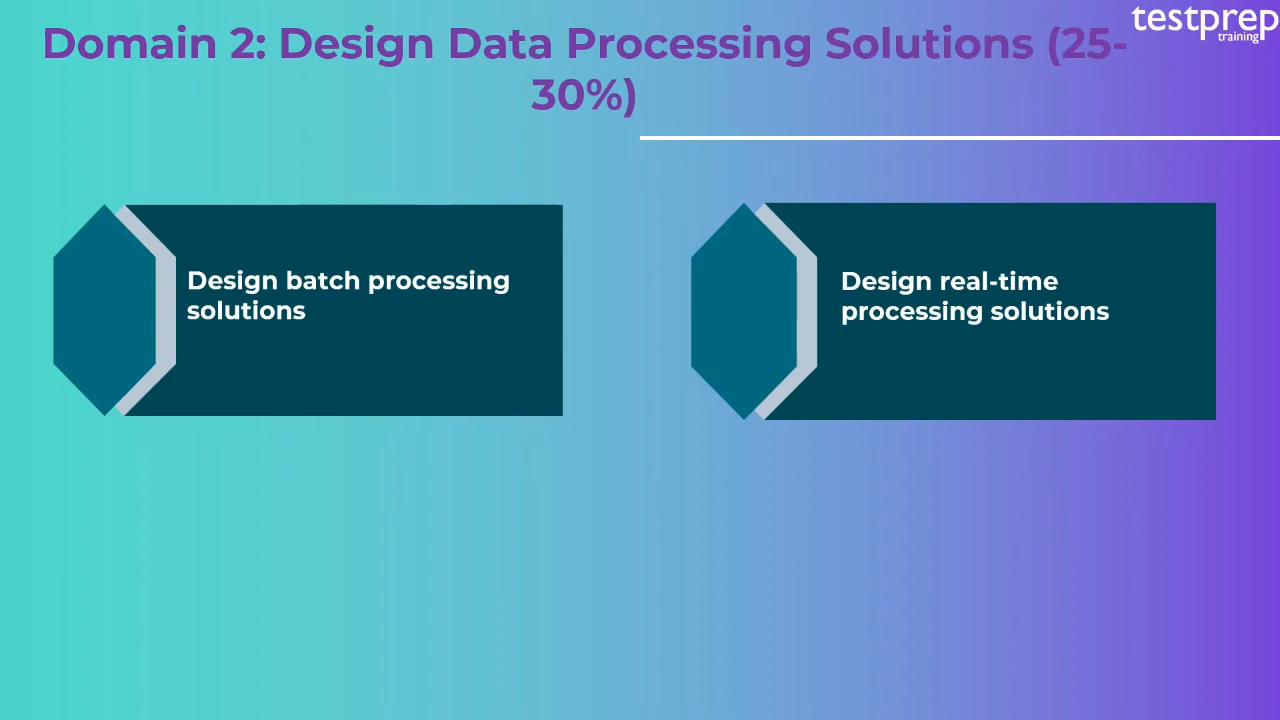 testprep
training
Domain 2: Design Data Processing Solutions (25-
30%)
Design batch processing
solutions
Design real-time
processing solutions